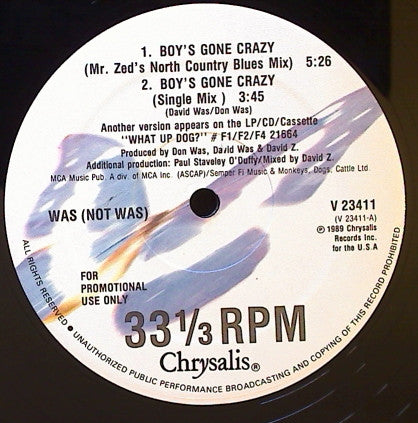 1. BOY'S GONE CRAZY
(Mr. Zed's North Country Blues Mix) 5:26
2. BOY'S GONE CRAZY
(Single Mix ) 3:45
(David Was/Don Was)
Another version appears on the LP/CD/Cassette
"WHAT UP DOG?" # F1/F2/F4 21664
Produced by Don Was, David Was & David Z.
Additional production: Paul Staveley O'Duffy/Mixed by David Z.
MCA Music Pub. A div. of MCA Inc. (ASCAP)/Semper Fi Music & Monkeys, Dogs, Cattle Ltd.
WAS (NOT WAS)
V 23411
(V 23411-A)
℗ 1989 Chrysalis
Records Inc.
for the U.S.A
FOR
PROMOTIONAL
USE ONLY
33 1/3 RPM
Chrysalis®
ALL RIGHTS RESERVED ● UNAUTHORIZED PUBLIC PERFORMANCE BROADCASTING AND COPYING OF THIS RECORD PROHIBITED